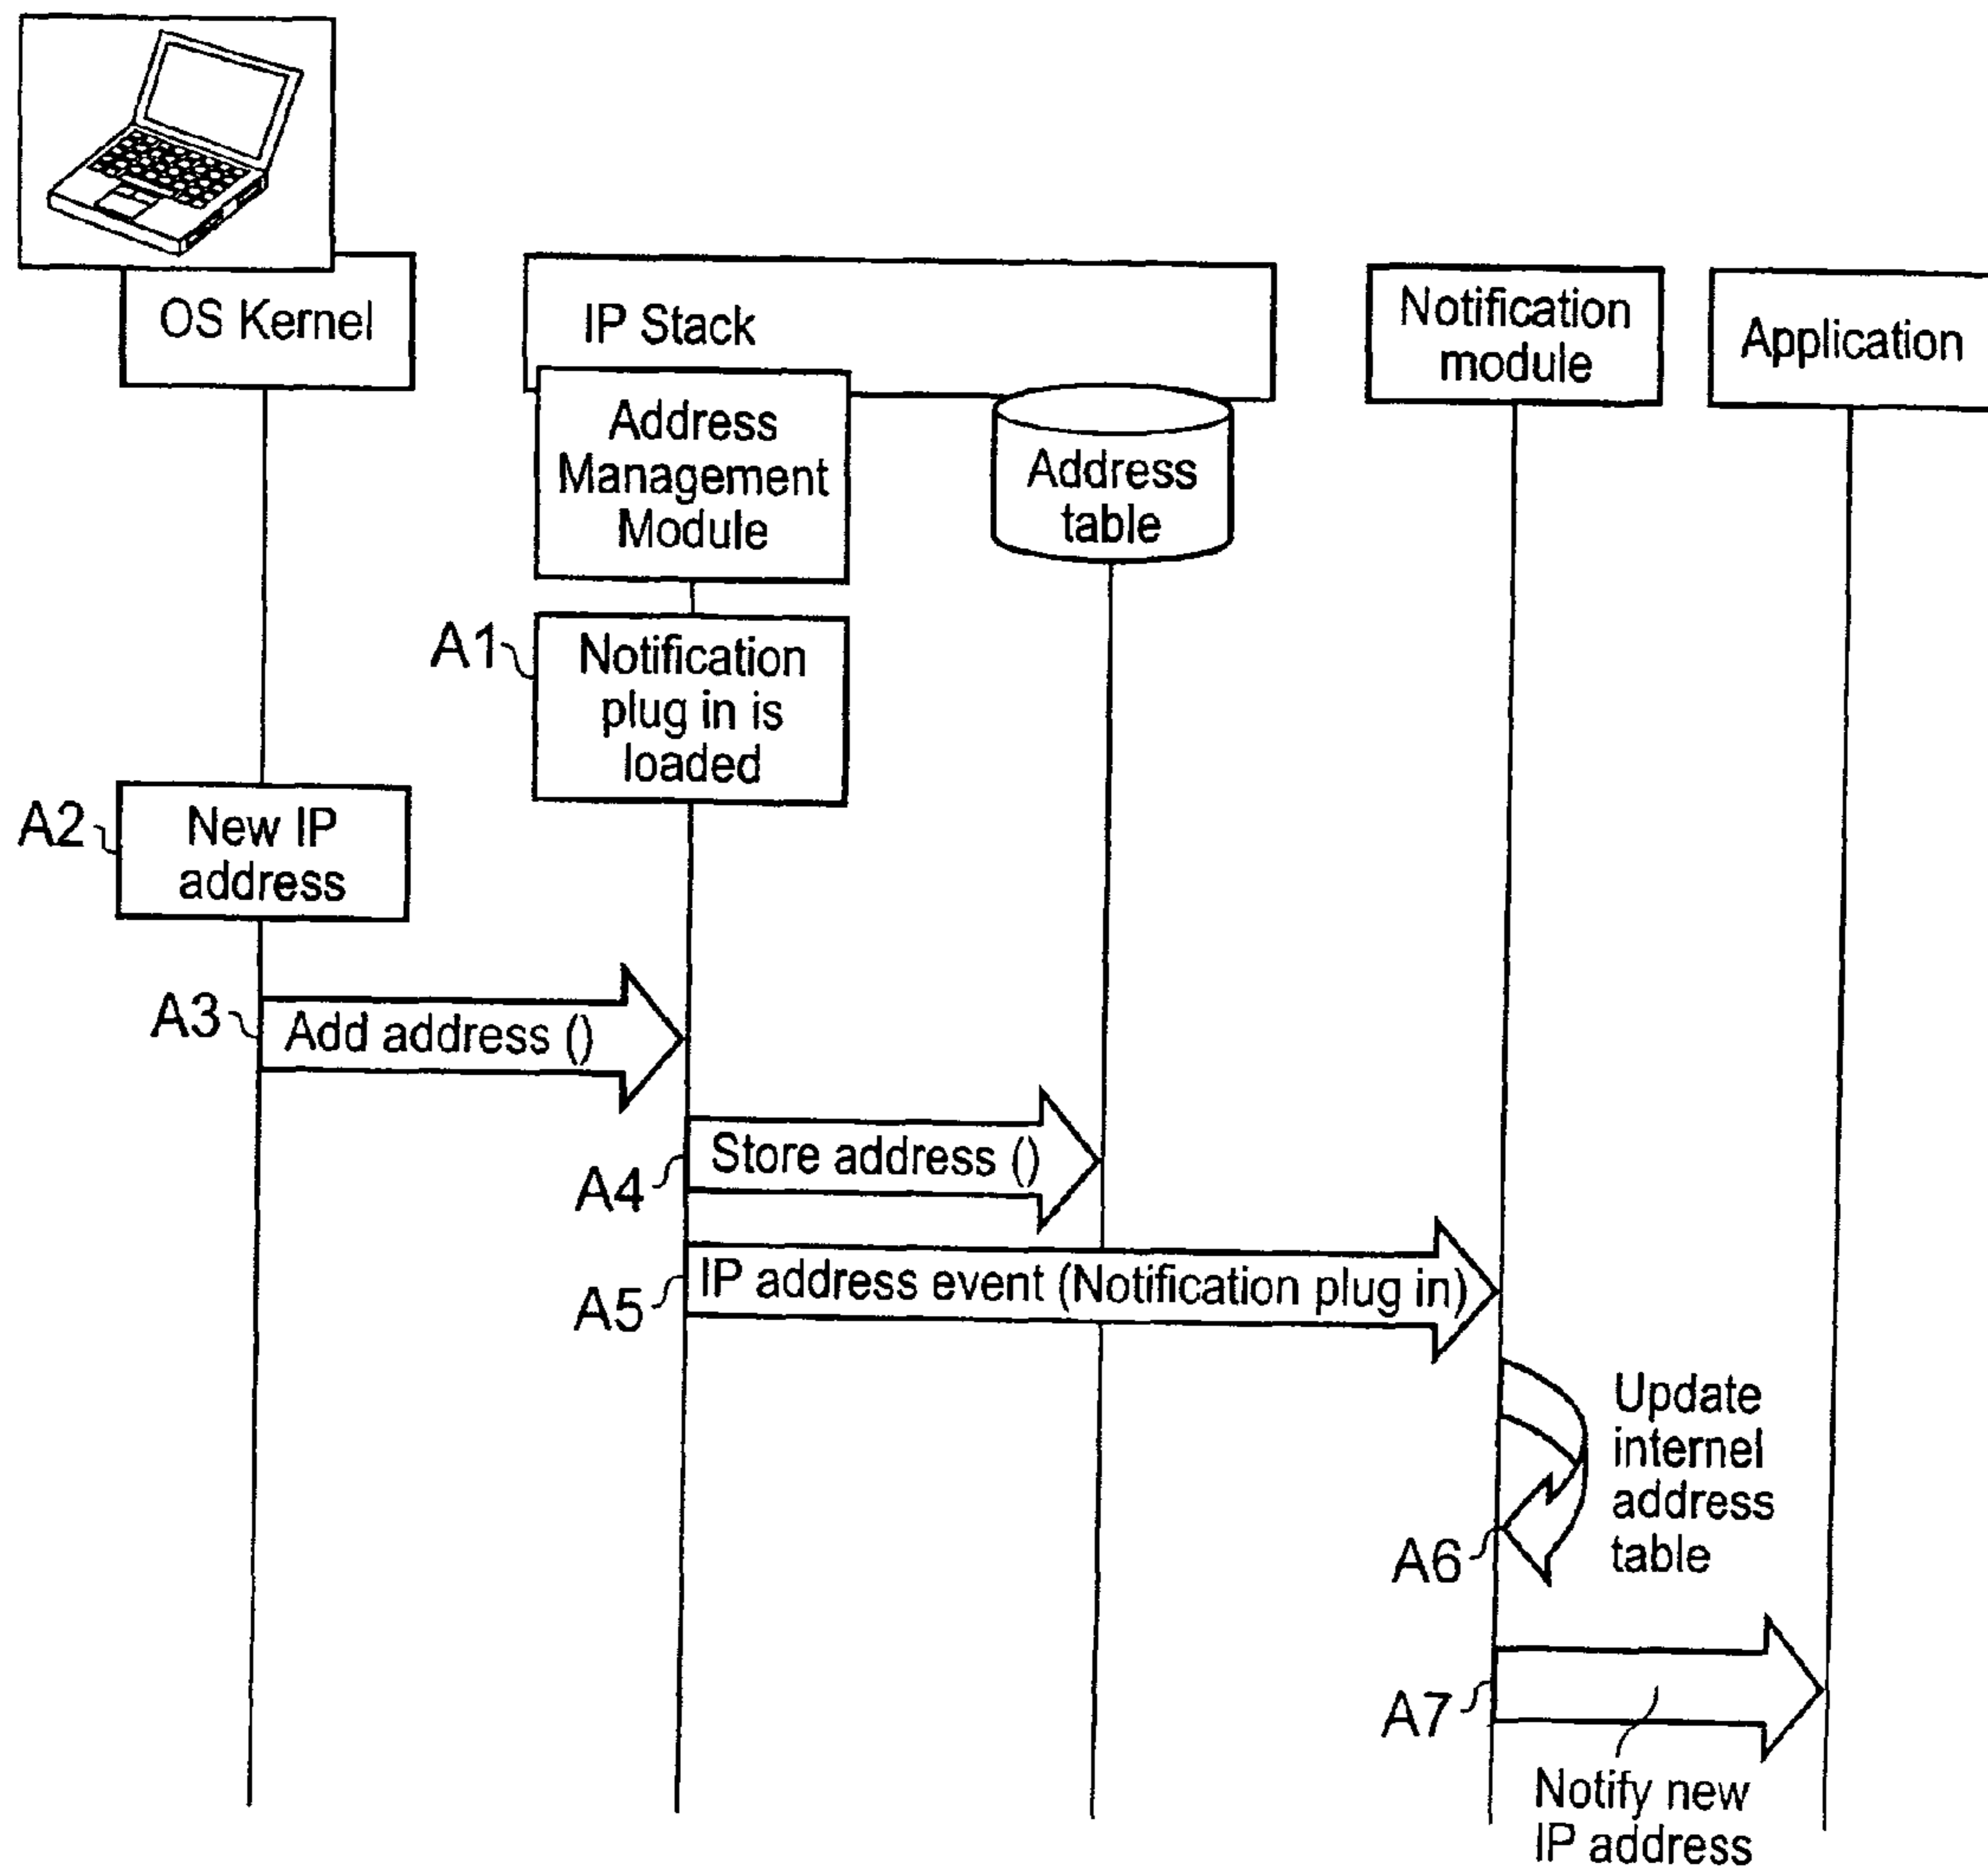 OS Kernel
IP Stack
Notification
module
Application
Address
Management
Module
Address
table
A1
Notification
plug in is
loaded
A2
New IP
address
A3
Add address ()
A4
Store address ()
A5
IP address event (Notification plug in)
Update
internel
address
table
A6
A7
Notify new
IP address